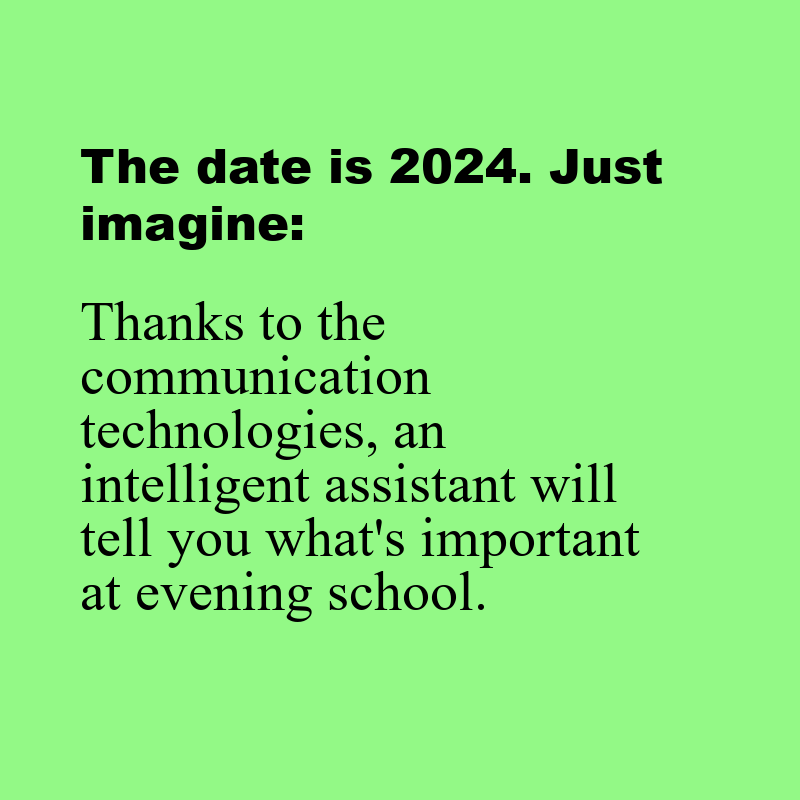 The date is 2024. Just
imagine:
Thanks to the
communication
technologies, an
intelligent assistant will
tell you what's important
at evening school.